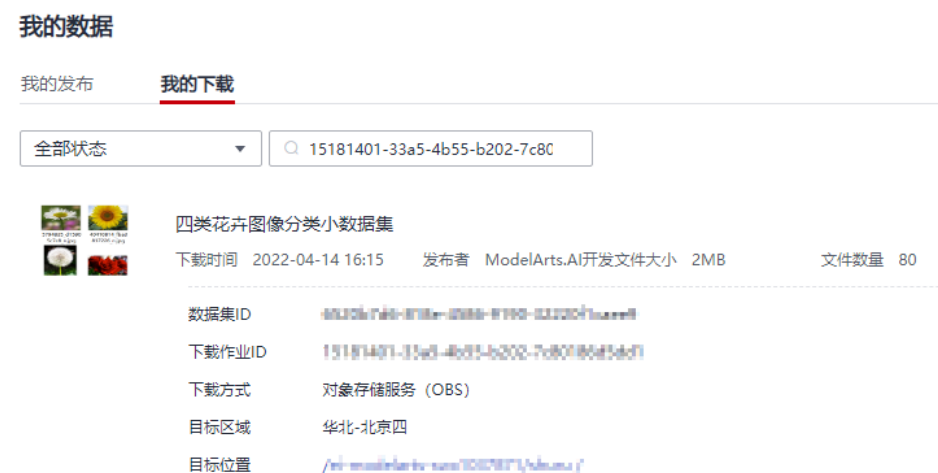 我的数据
我的发布 我的下载
全部状态 15181401-33a5-4b55-b202-7c80
四类花卉图像分类小数据集
下载时间 2022-04-14 16:15 发布者 ModelArts.AI开发文件大小 2MB 文件数量 80
数据集ID
下载作业ID
下载方式 对象存储服务（OBS）
目标区域 华北-北京四
目标位置